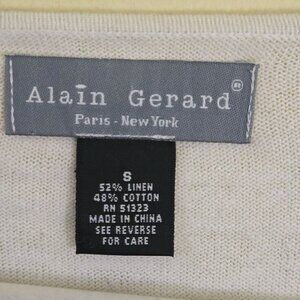 Alain Gerard ®
Paris - New York
S
52% LINEN
48% COTTON
RN 51323
MADE IN CHINA
SEE REVERSE
FOR CARE